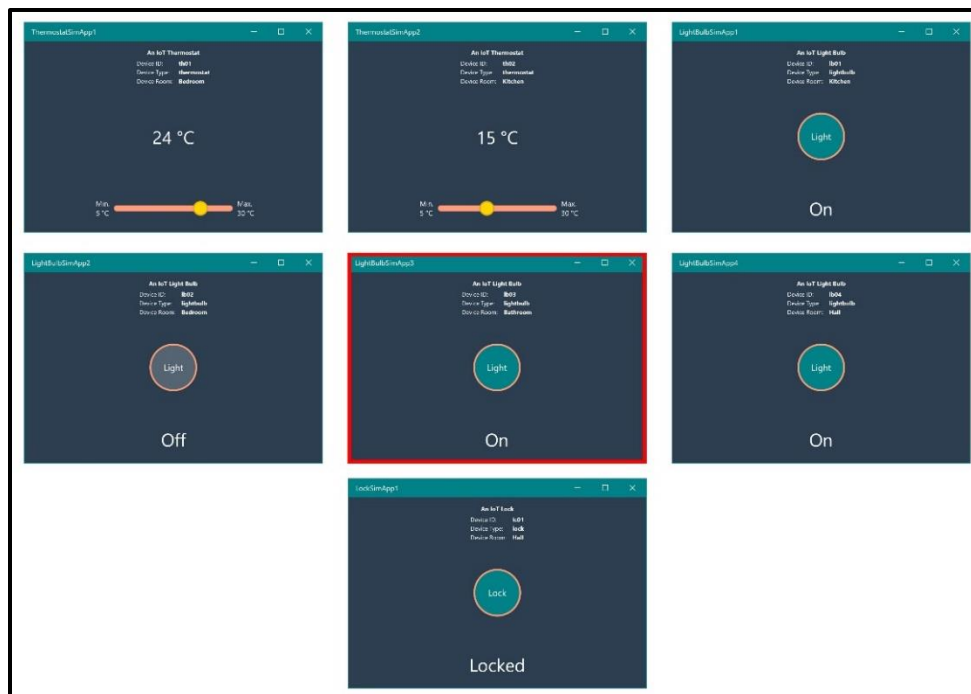 ThermostatSimApp1
An IoT Thermostat
Device ID: th01
Device Type: thermostat
Device Room: Bedroom
24 °C
Min. 5 °C
Max. 30 °C
ThermostatSimApp2
An IoT Thermostat
Device ID: th02
Device Type: thermostat
Device Room: Kitchen
15 °C
Min. 5 °C
Max. 30 °C
LightBulbSimApp1
An IoT Light Bulb
Device ID: lb01
Device Type: lightbulb
Device Room: Kitchen
Light
On
LightBulbSimApp2
An IoT Light Bulb
Device ID: lb02
Device Type: lightbulb
Device Room: Bedroom
Light
Off
LightBulbSimApp3
An IoT Light Bulb
Device ID: lb03
Device Type: lightbulb
Device Room: Bathroom
Light
On
LightBulbSimApp4
An IoT Light Bulb
Device ID: lb04
Device Type: lightbulb
Device Room: Hall
Light
On
LockSimApp1
An IoT Lock
Device ID:
Device Type: lock
Device Room: Hall
Lock
Locked